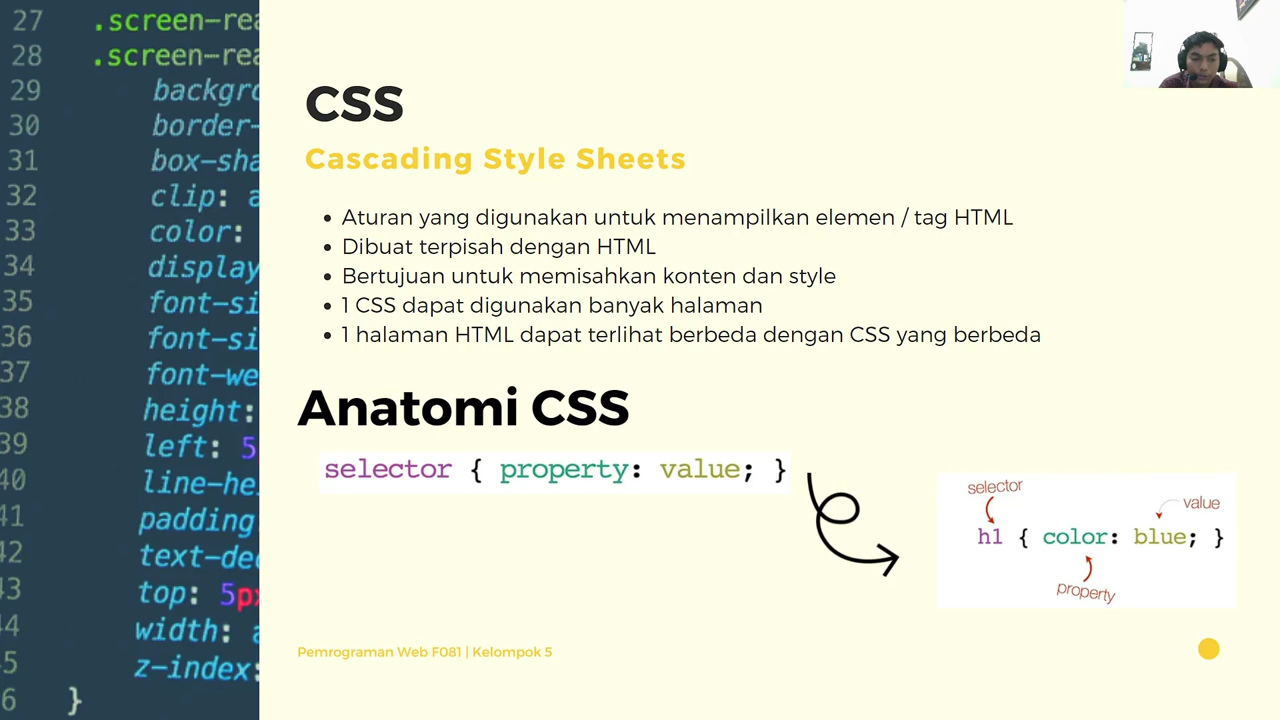 27 .screen-rea
28 .screen-rea
29 backgro
30 border-
31 box-sha
32 clip: a
33 color:
34 display
35 font-si
36 font-si
37 font-we
38 height:
39 left: 5
40 line-he
41 padding
42 text-dec
43 top: 5px
44 width: a
45 z-index:
6 }
CSS
Cascading Style Sheets
• Aturan yang digunakan untuk menampilkan elemen / tag HTML
• Dibuat terpisah dengan HTML
• Bertujuan untuk memisahkan konten dan style
• 1 CSS dapat digunakan banyak halaman
• 1 halaman HTML dapat terlihat berbeda dengan CSS yang berbeda
Anatomi CSS
selector { property: value; }
selector
value
h1 { color: blue; }
property
Pemrograman Web F081 | Kelompok 5